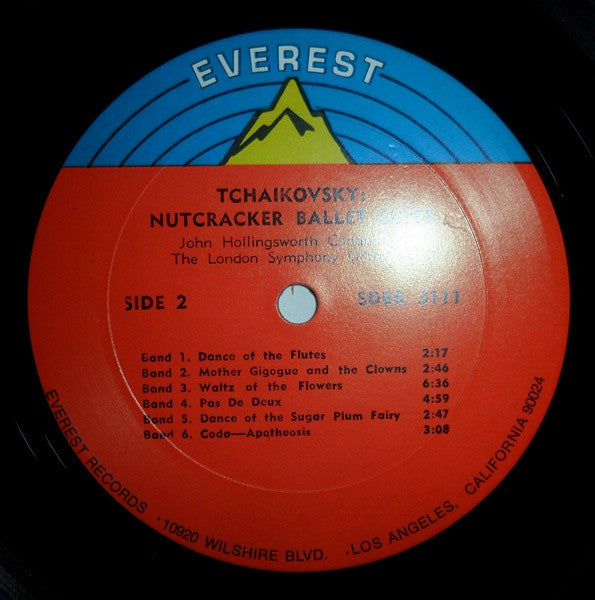 EVEREST
TCHAIKOVSKY:
NUTCRACKER BALLET
John Hollingsworth
The London Symphony
SIDE 2
Band 1. Dance of the Flutes 2:17
Band 2. Mother Gigogue and the Clowns 2:46
Band 3. Waltz of the Flowers 6:36
Band 4. Pas De Deux 4:59
Band 5. Dance of the Sugar Plum Fairy 2:47
Band 6. Coda—Apotheosis 3:08
EVEREST RECORDS · 10920 WILSHIRE BLVD. · LOS ANGELES, CALIFORNIA 90024